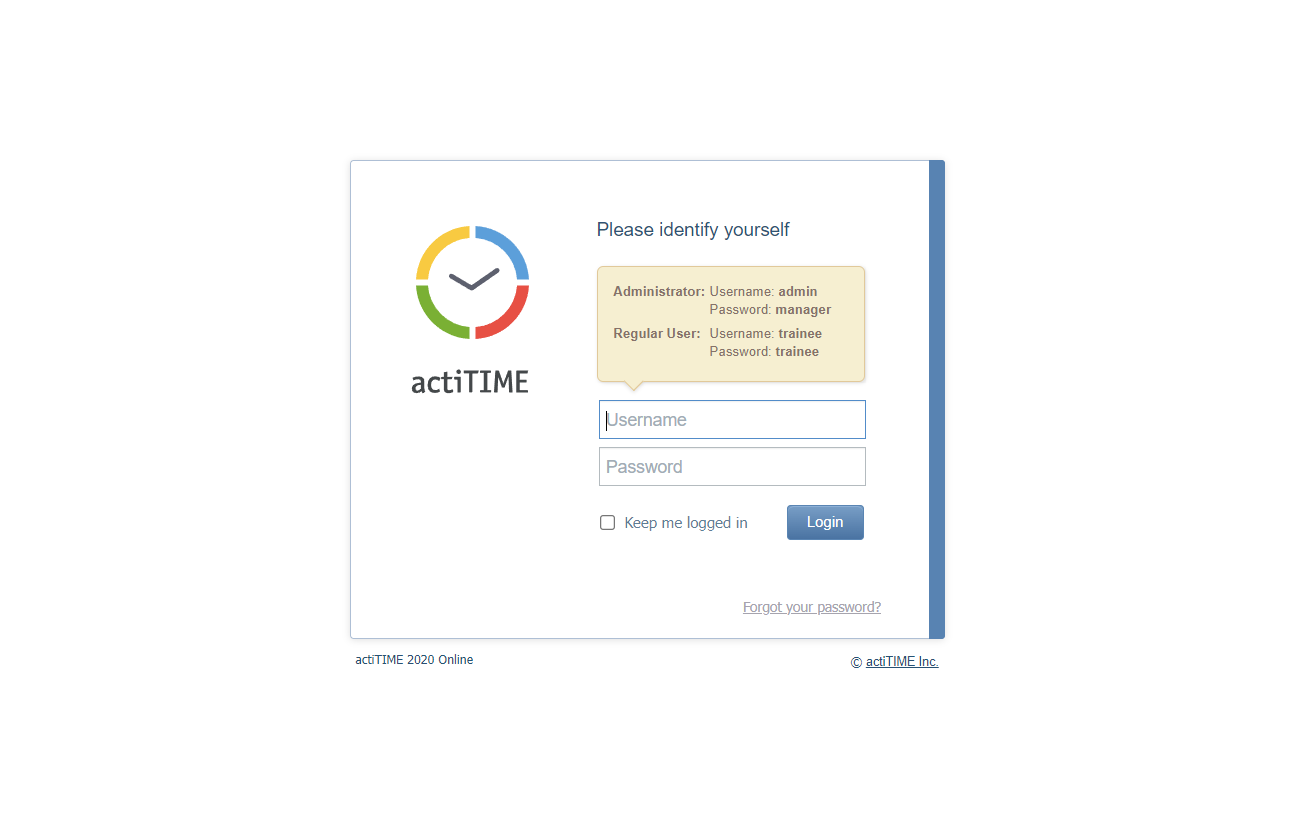 actiTIME
Please identify yourself
Administrator: Username: admin
Password: manager
Regular User: Username: trainee
Password: trainee
Username
Password
Keep me logged in
Login
Forgot your password?
actiTIME 2020 Online
© actiTIME Inc.